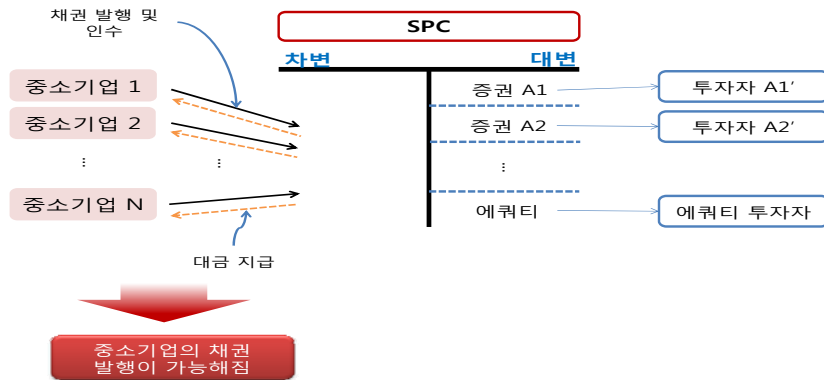 채권 발행 및
인수
SPC
차변
대변
중소기업 1
증권 A1
투자자 A1′
중소기업 2
증권 A2
투자자 A2′
...
...
...
중소기업 N
에쿼티
에쿼티 투자자
대금 지급
중소기업의 채권
발행이 가능해짐